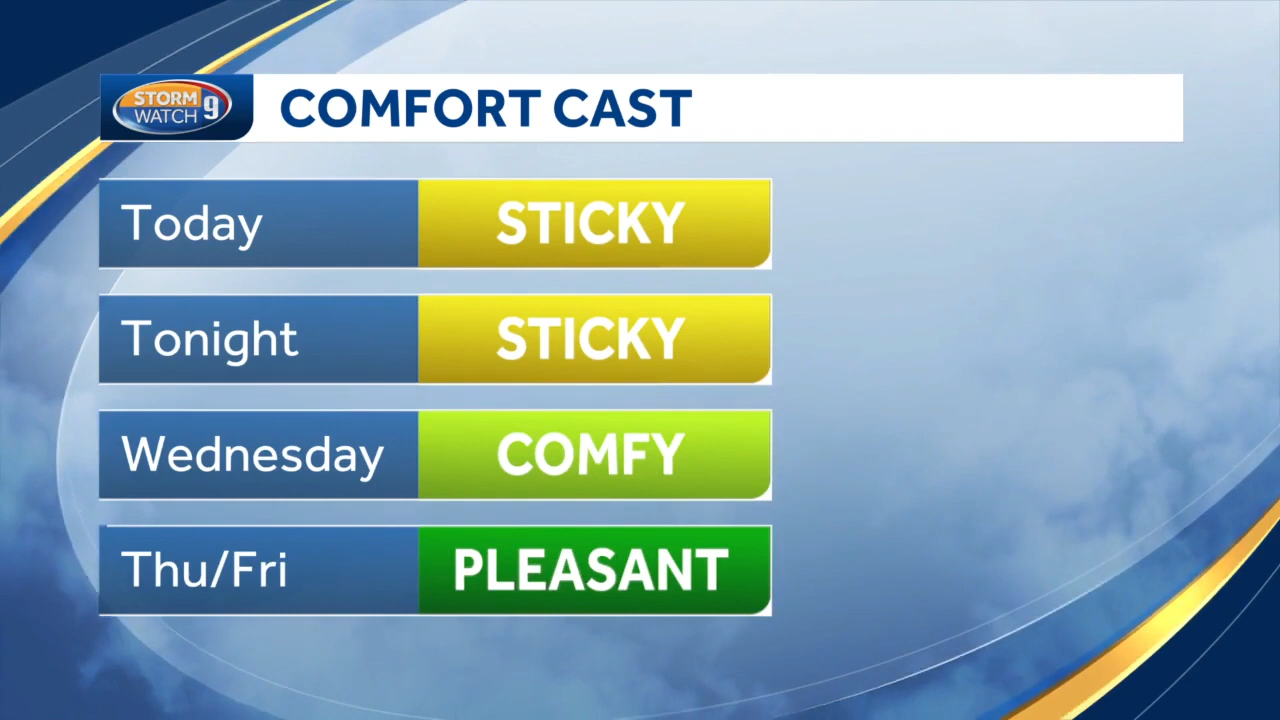 STORM
WATCH 9
COMFORT CAST
Today STICKY
Tonight STICKY
Wednesday COMFY
Thu/Fri PLEASANT